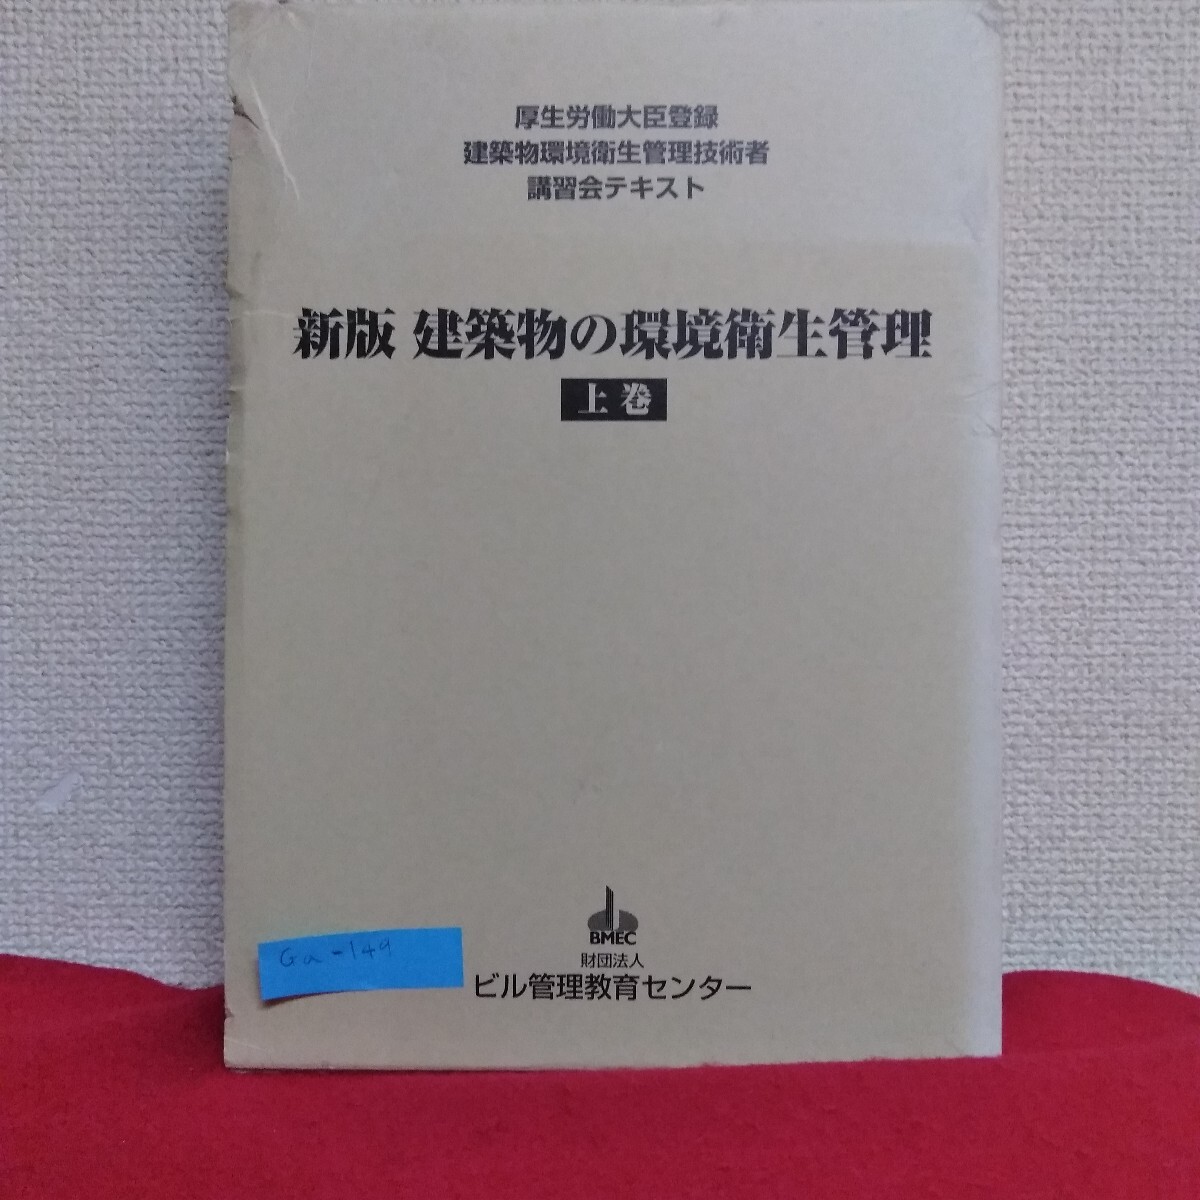 厚生労働大臣登録
建築物環境衛生管理技術者
講習会テキスト
新版 建築物の環境衛生管理
上巻
BMEC
財団法人
ビル管理教育センター
Ga-149